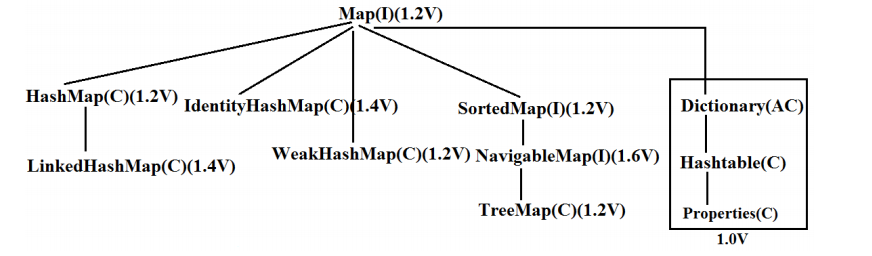 Map(I)(1.2V)
HashMap(C)(1.2V)
IdentityHashMap(C)(1.4V)
SortedMap(I)(1.2V)
Dictionary(AC)
LinkedHashMap(C)(1.4V)
WeakHashMap(C)(1.2V)
NavigableMap(I)(1.6V)
Hashtable(C)
TreeMap(C)(1.2V)
Properties(C)
1.0V